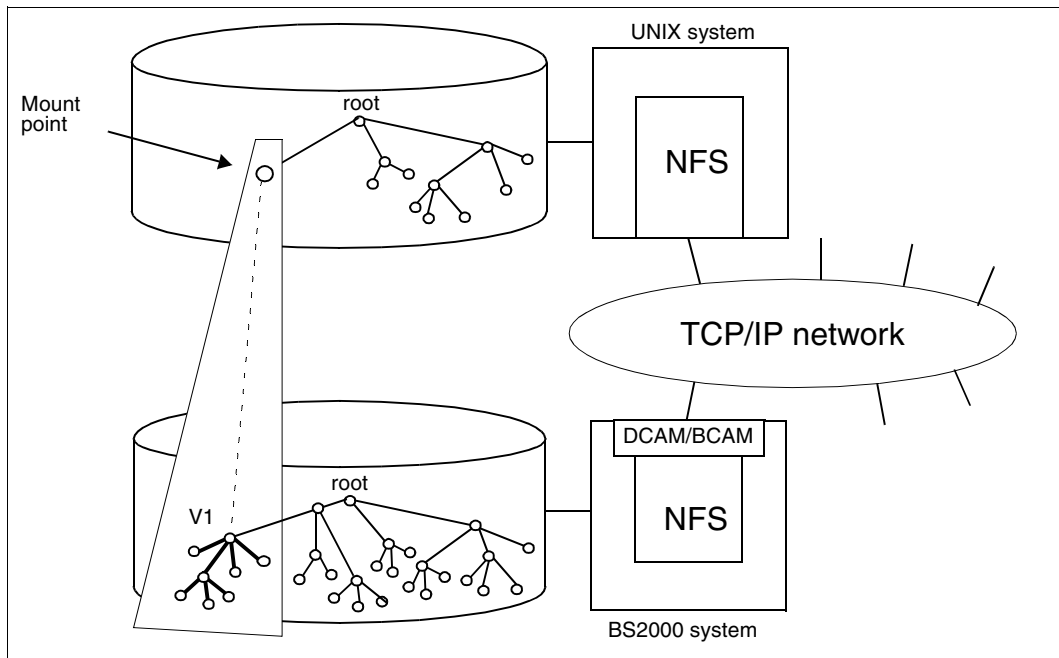 UNIX system
Mount
point
root
NFS
TCP/IP network
DCAM/BCAM
root
V1
NFS
BS2000 system